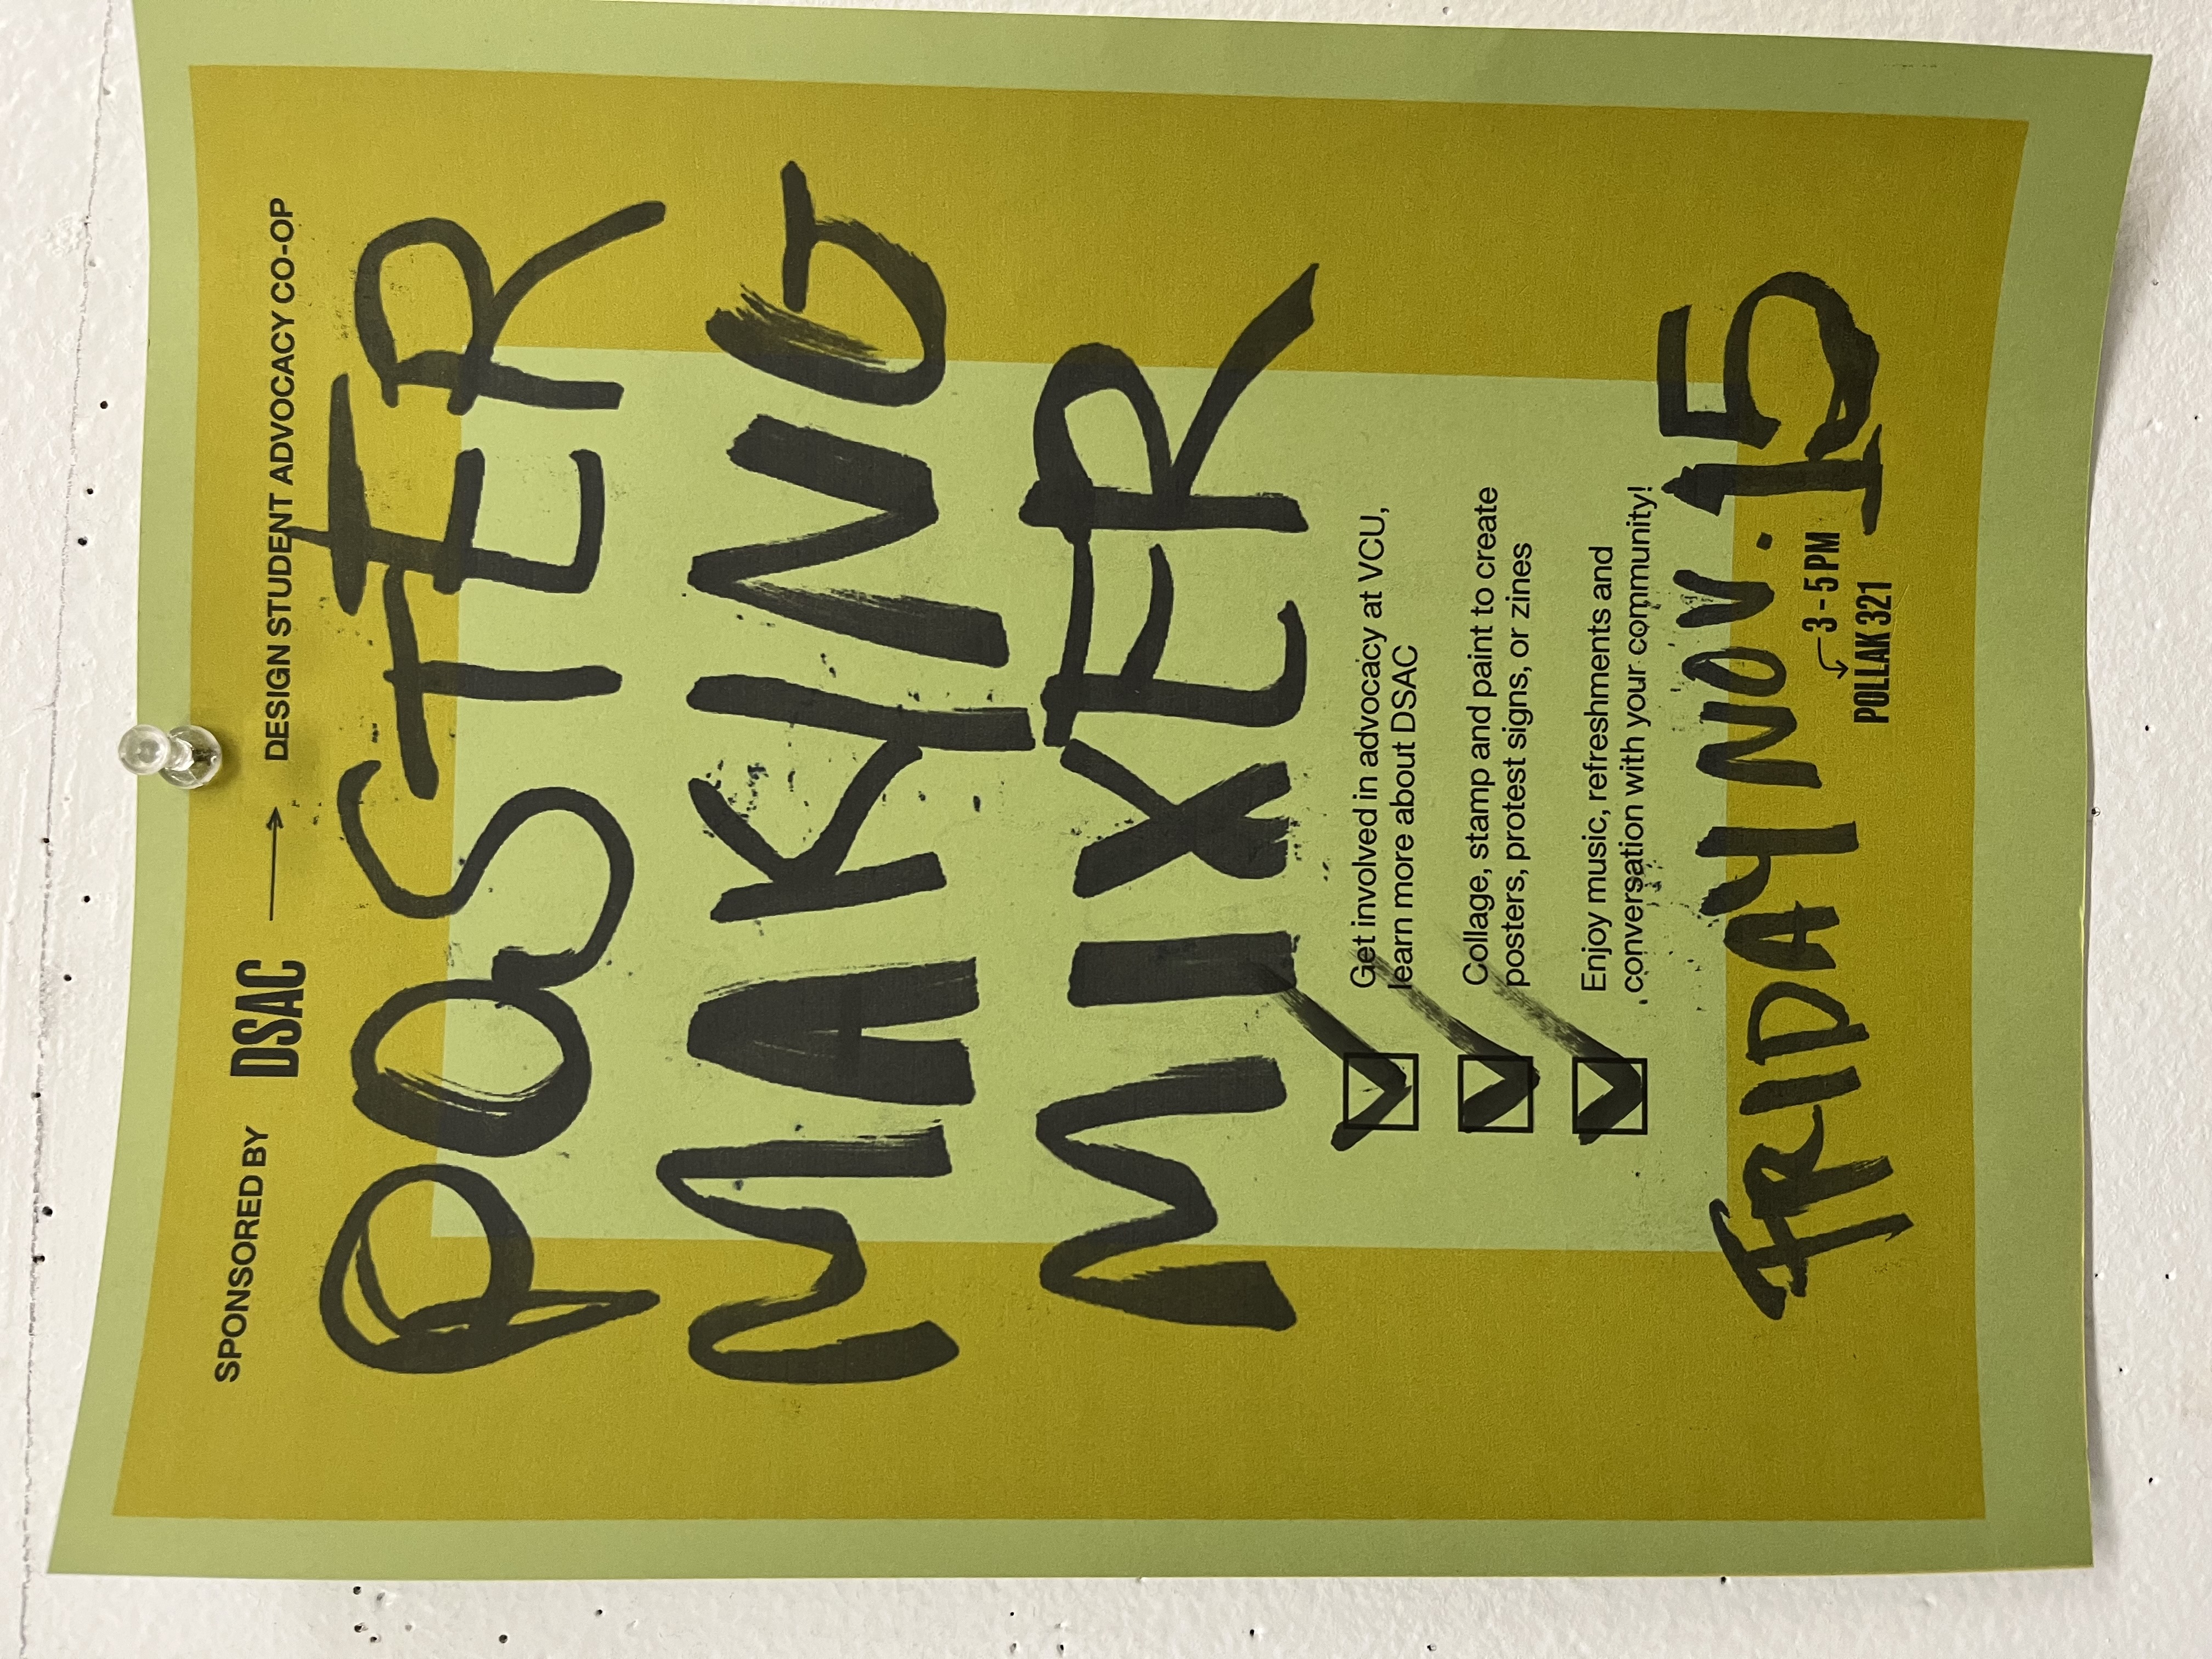 SPONSORED BY DSAC → DESIGN STUDENT ADVOCACY CO-OP
POSTER
MAKING
MIXER
Get involved in advocacy at VCU,
learn more about DSAC
Collage, stamp and paint to create
posters, protest signs, or zines
Enjoy music, refreshments and
conversation with your community!
FRIDAY NOV. 15
3 - 5 PM
POLLAK 321